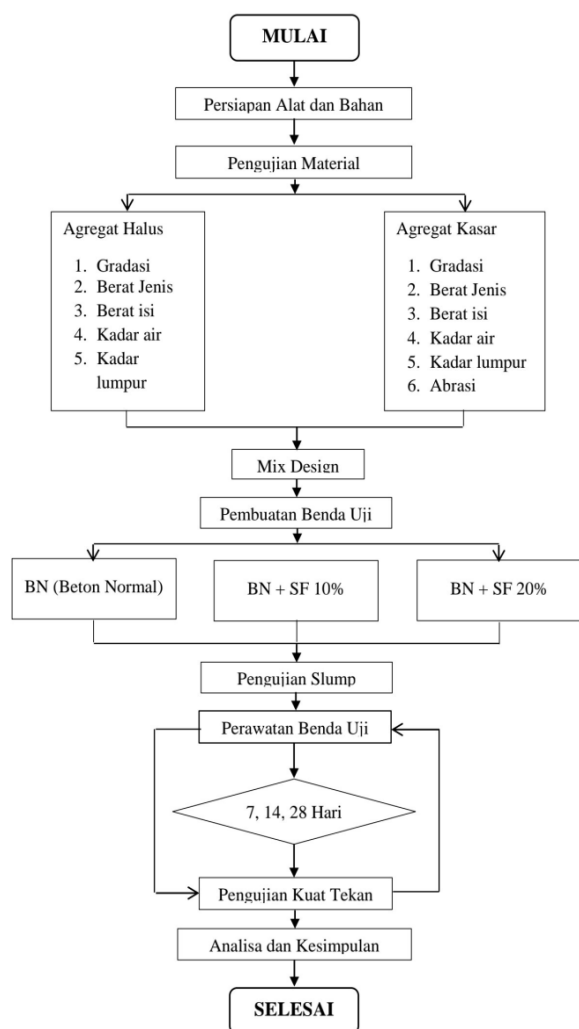 MULAI
Persiapan Alat dan Bahan
Pengujian Material
Agregat Halus
1. Gradasi
2. Berat Jenis
3. Berat isi
4. Kadar air
5. Kadar
lumpur
Agregat Kasar
1. Gradasi
2. Berat Jenis
3. Berat isi
4. Kadar air
5. Kadar lumpur
6. Abrasi
Mix Design
Pembuatan Benda Uji
BN (Beton Normal)
BN + SF 10%
BN + SF 20%
Pengujian Slump
Perawatan Benda Uji
7, 14, 28 Hari
Pengujian Kuat Tekan
Analisa dan Kesimpulan
SELESAI